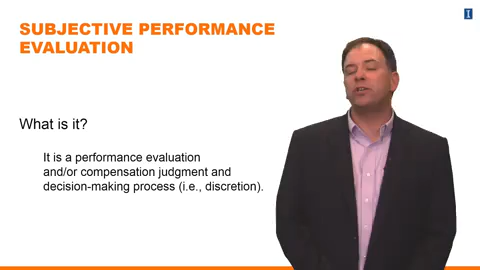 SUBJECTIVE PERFORMANCE
EVALUATION
What is it?
It is a performance evaluation
and/or compensation judgment and
decision-making process (i.e., discretion).
I